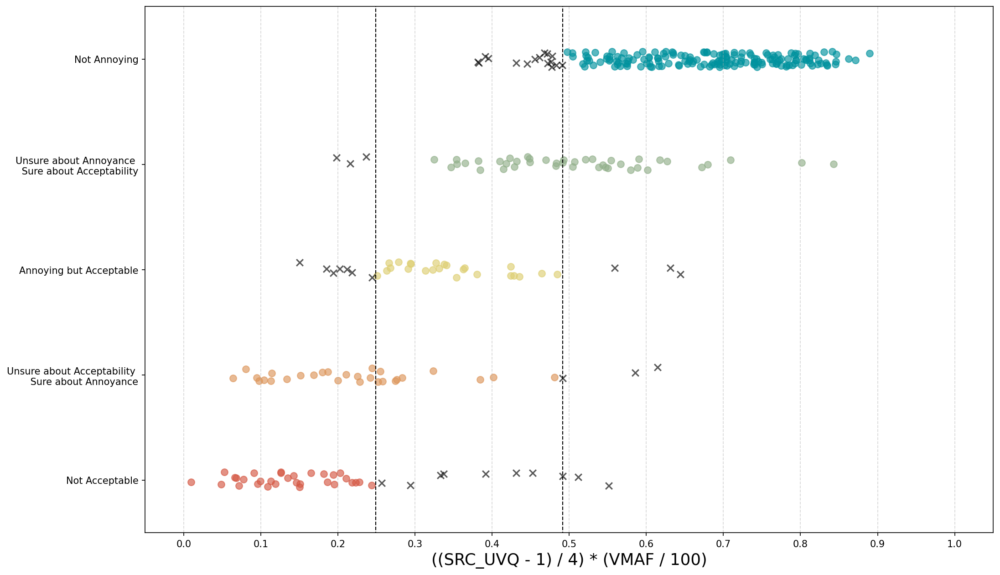 Not Annoying
Unsure about Annoyance
Sure about Acceptability
Annoying but Acceptable
Unsure about Acceptability
Sure about Annoyance
Not Acceptable
0.0 0.1 0.2 0.3 0.4 0.5 0.6 0.7 0.8 0.9 1.0
((SRC_UVQ - 1) / 4) * (VMAF / 100)